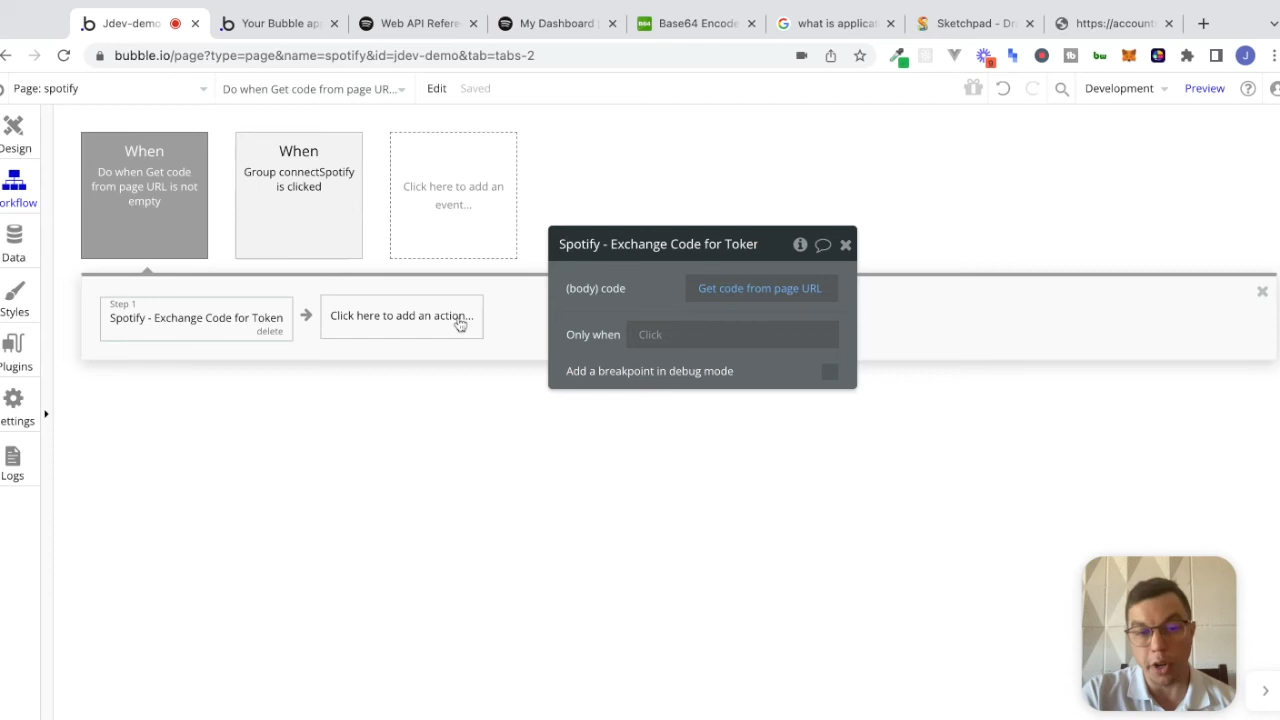 Jdev-demo
Your Bubble ap
Web API Refere
My Dashboard
Base64 Encode
what is applicat
Sketchpad - Dr
https://account
bubble.io/page?type=page&name=spotify&id=jdev-demo&tab=tabs-2
9
bw
J
Page: spotify
Do when Get code from page UR...
Edit
Saved
Development
Preview
Design
orkflow
Data
Styles
Plugins
ettings
Logs
When
Do when Get code
from page URL is not
empty
When
Group connectSpotify
is clicked
Click here to add an
event...
Step 1
Spotify - Exchange Code for Token
delete
Click here to add an action...
Spotify - Exchange Code for Toker
(body) code
Get code from page URL
Only when
Click
Add a breakpoint in debug mode